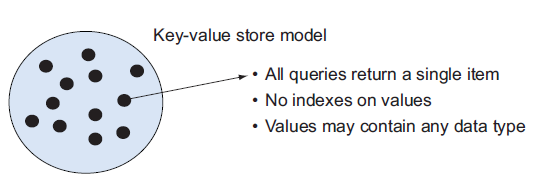 Key-value store model
• All queries return a single item
• No indexes on values
• Values may contain any data type